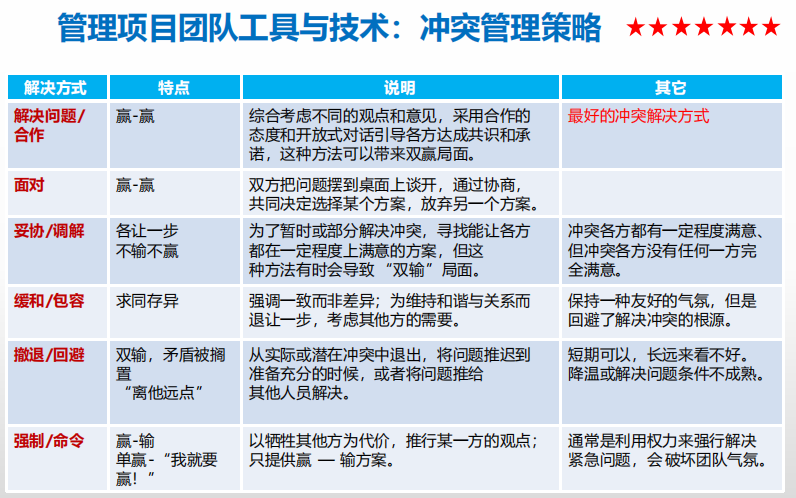 管理项目团队工具与技术：冲突管理策略 ★★★★★★★
解决方式 特点 说明 其它
解决问题/
合作
赢-赢
综合考虑不同的观点和意见，采用合作的
态度和开放式对话引导各方达成共识和承
诺，这种方法可以带来双赢局面。
最好的冲突解决方式
面对
赢-赢
双方把问题摆到桌面上谈开，通过协商，
共同决定选择某个方案，放弃另一个方案。
妥协/调解
各让一步
不输不赢
为了暂时或部分解决冲突，寻找能让各方
都在一定程度上满意的方案，但这
种方法有时会导致“双输”局面。
冲突各方都有一定程度满意、
但冲突各方没有任何一方完
全满意。
缓和/包容
求同存异
强调一致而非差异；为维持和谐与关系而
退让一步，考虑其他方的需要。
保持一种友好的气氛，但是
回避了解决冲突的根源。
撤退/回避
双输，矛盾被搁
置
“离他远点”
从实际或潜在冲突中退出，将问题推迟到
准备充分的时候，或者将问题推给
其他人员解决。
短期可以，长远来看不好。
降温或解决问题条件不成熟。
强制/命令
赢-输
单赢-“我就要
赢！”
以牺牲其他方为代价，推行某一方的观点；
只提供赢 — 输方案。
通常是利用权力来强行解决
紧急问题，会破坏团队气氛。